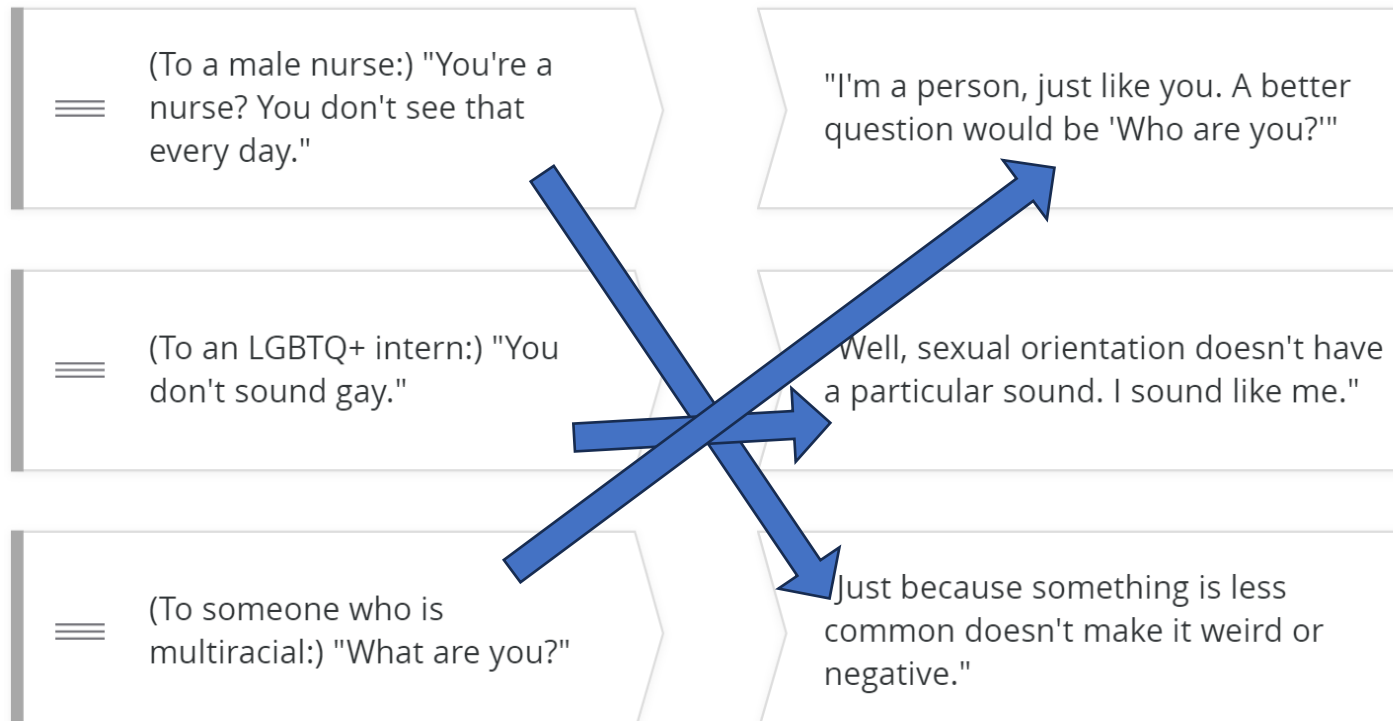 (To a male nurse:) "You're a
nurse? You don't see that
every day."
"I'm a person, just like you. A better
question would be 'Who are you?'"
(To an LGBTQ+ intern:) "You
don't sound gay."
Well, sexual orientation doesn't have
a particular sound. I sound like me."
(To someone who is
multiracial:) "What are you?"
Just because something is less
common doesn't make it weird or
negative."